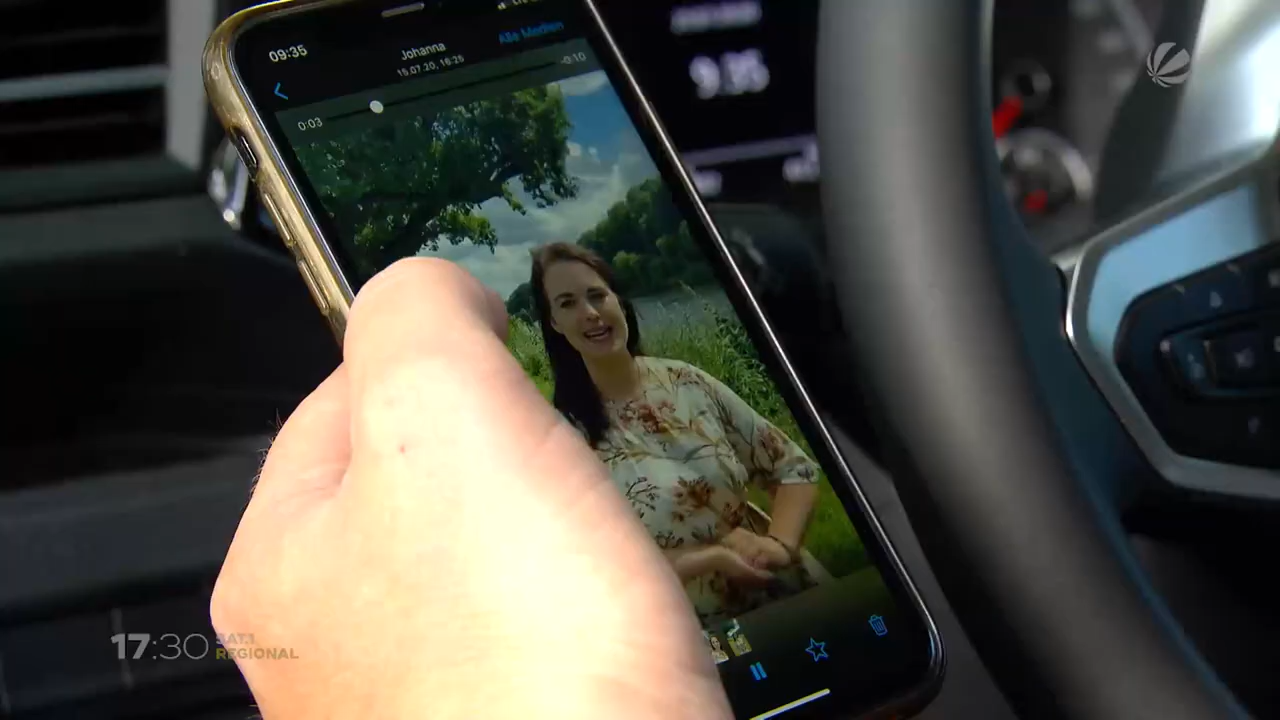 09:35
Johanna
Alle Medien
15.07.20, 16:25
0:03
-0:10
9:35
17:30 SAT.1
REGIONAL